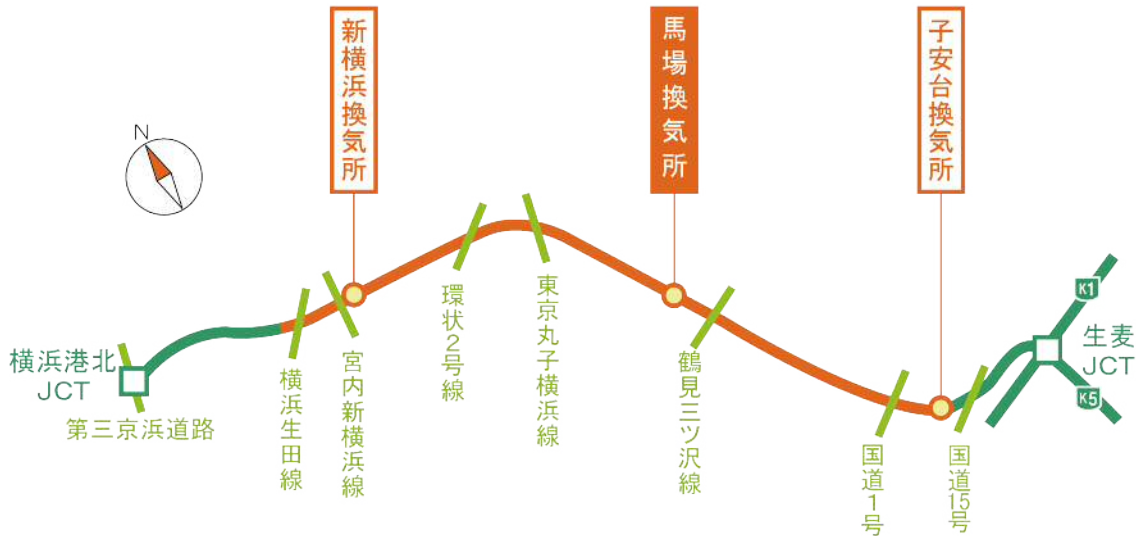 新横浜換気所
馬場換気所
子安台換気所
N
横浜港北
JCT
第三京浜道路
横浜生田線
宮内新横浜線
環状2号線
東京丸子横浜線
鶴見三ツ沢線
国道1号
国道15号
K1
生麦
JCT
K5